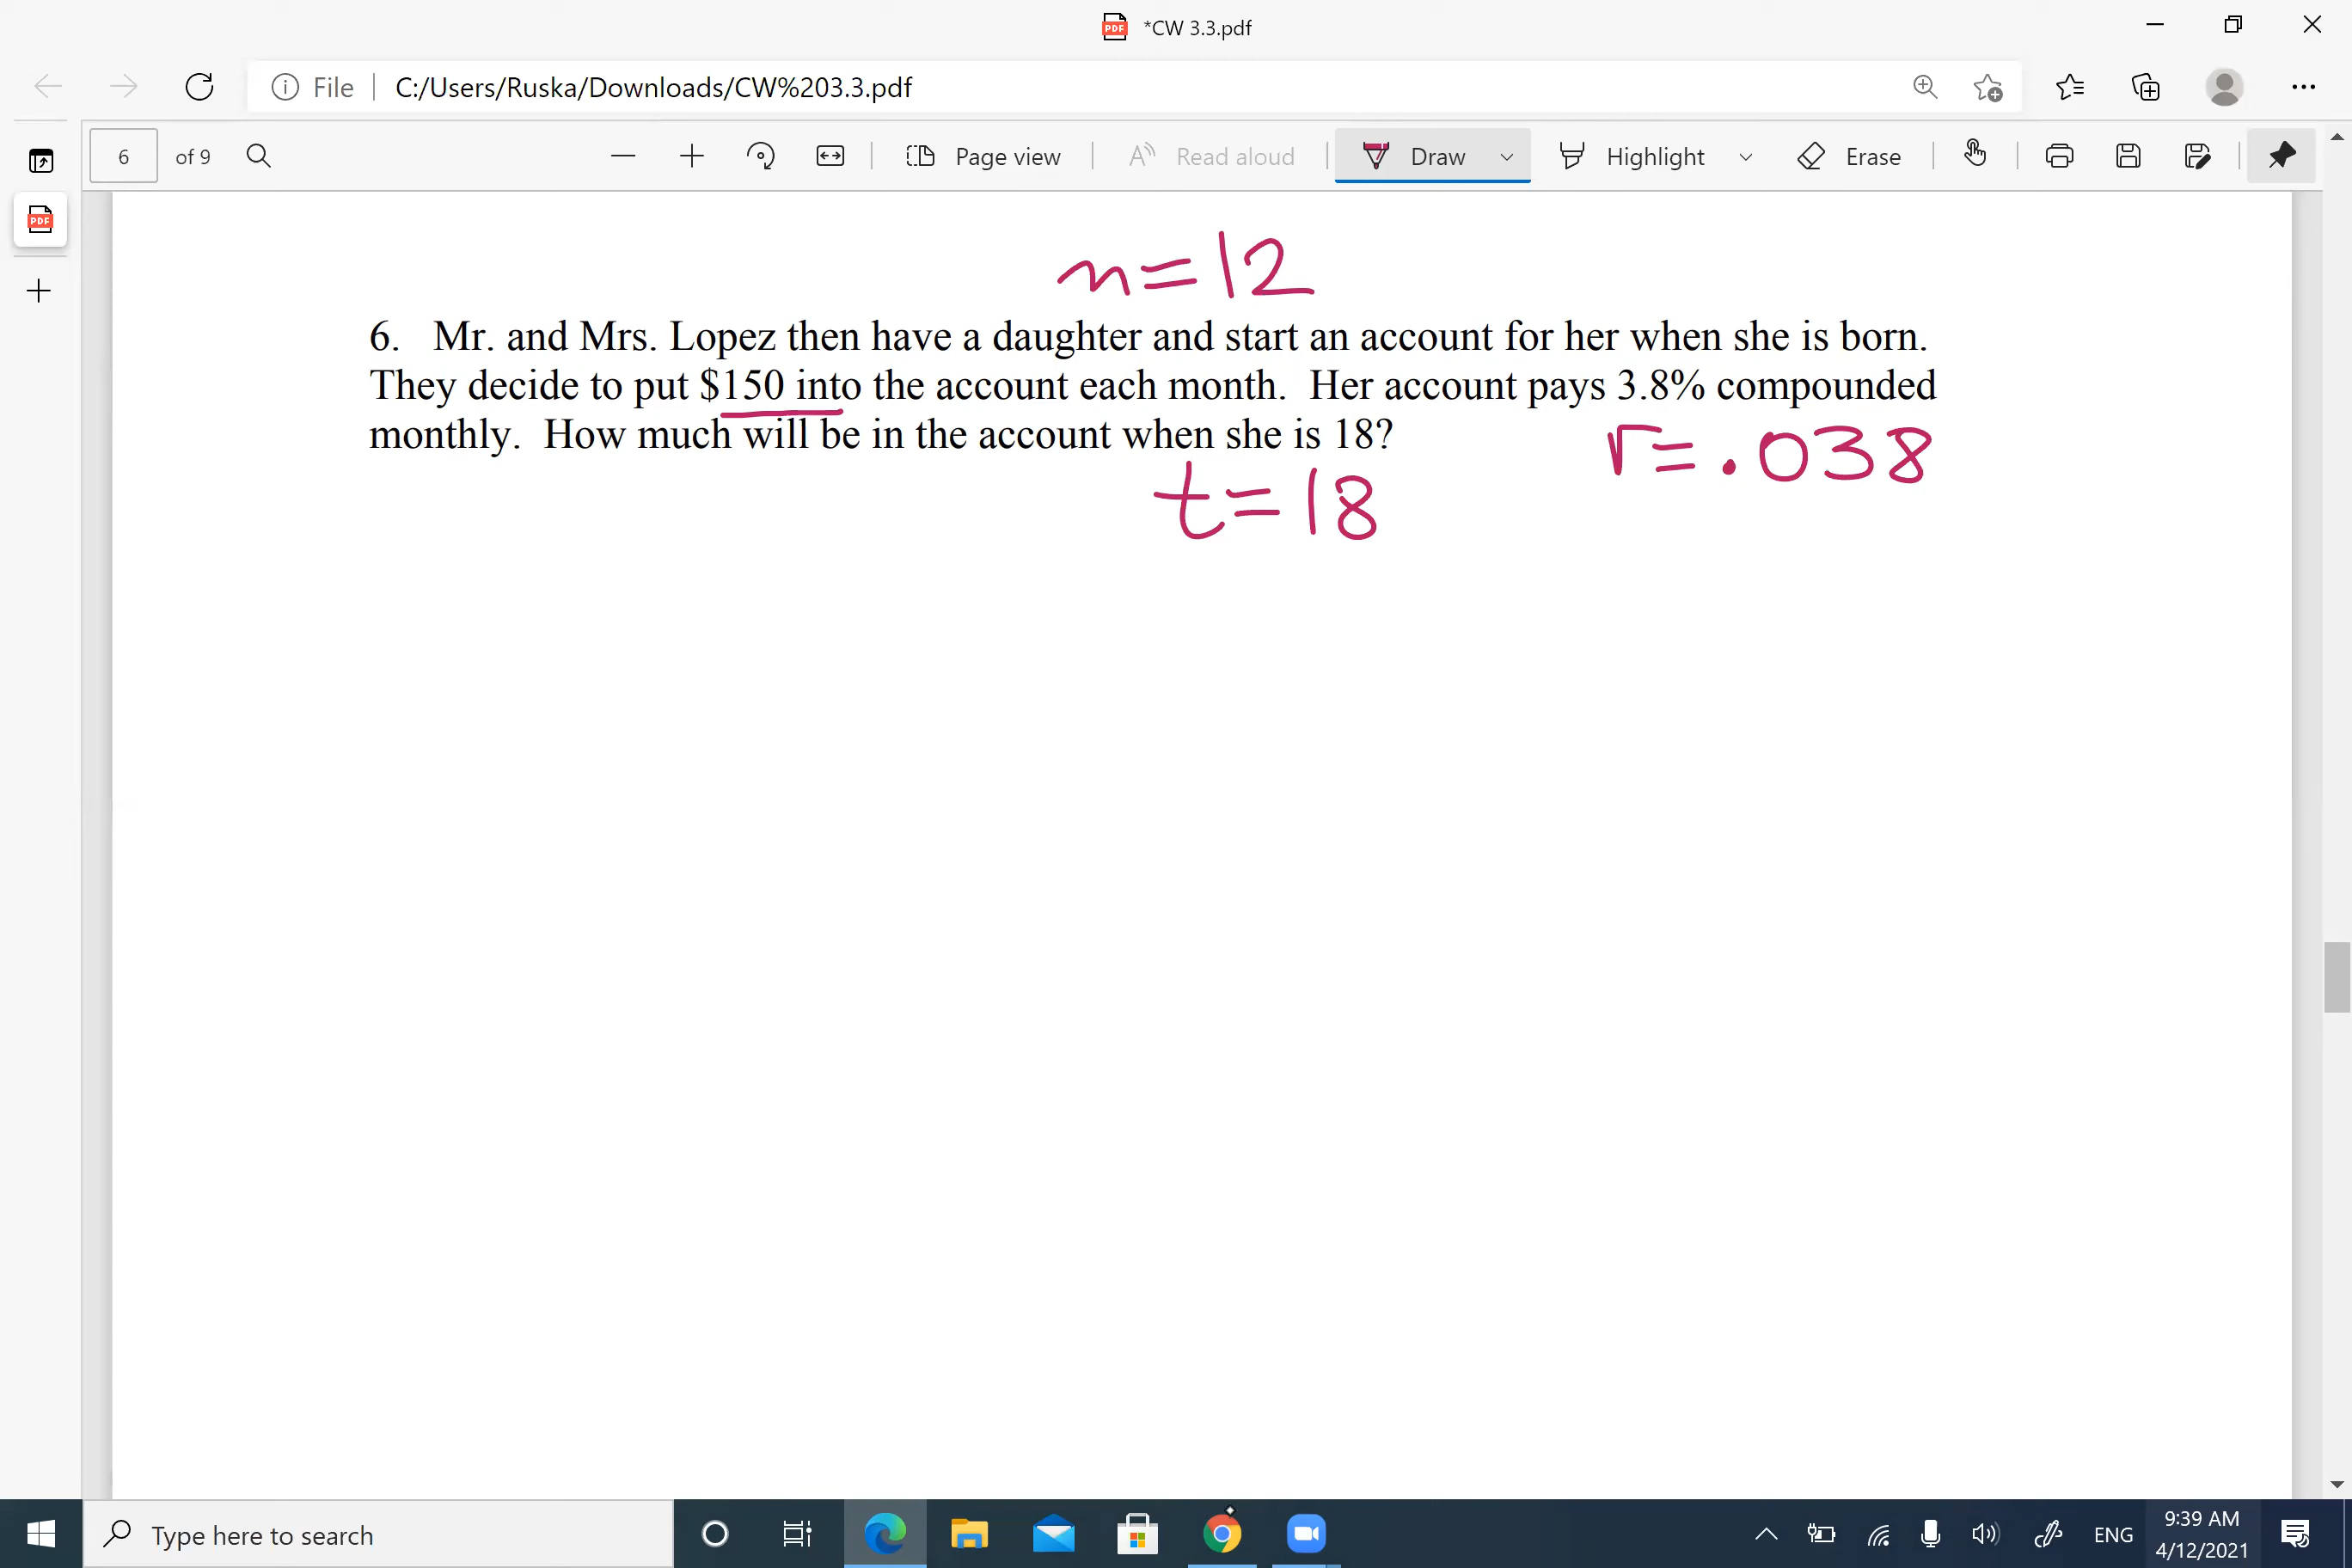 *CW 3.3.pdf
File | C:/Users/Ruska/Downloads/CW%203.3.pdf
6 of 9 Page view Read aloud Draw Highlight Erase
n=12
6. Mr. and Mrs. Lopez then have a daughter and start an account for her when she is born.
They decide to put $150 into the account each month. Her account pays 3.8% compounded
monthly. How much will be in the account when she is 18?
r=.038
t=18
Type here to search
ENG
9:39 AM
4/12/2021